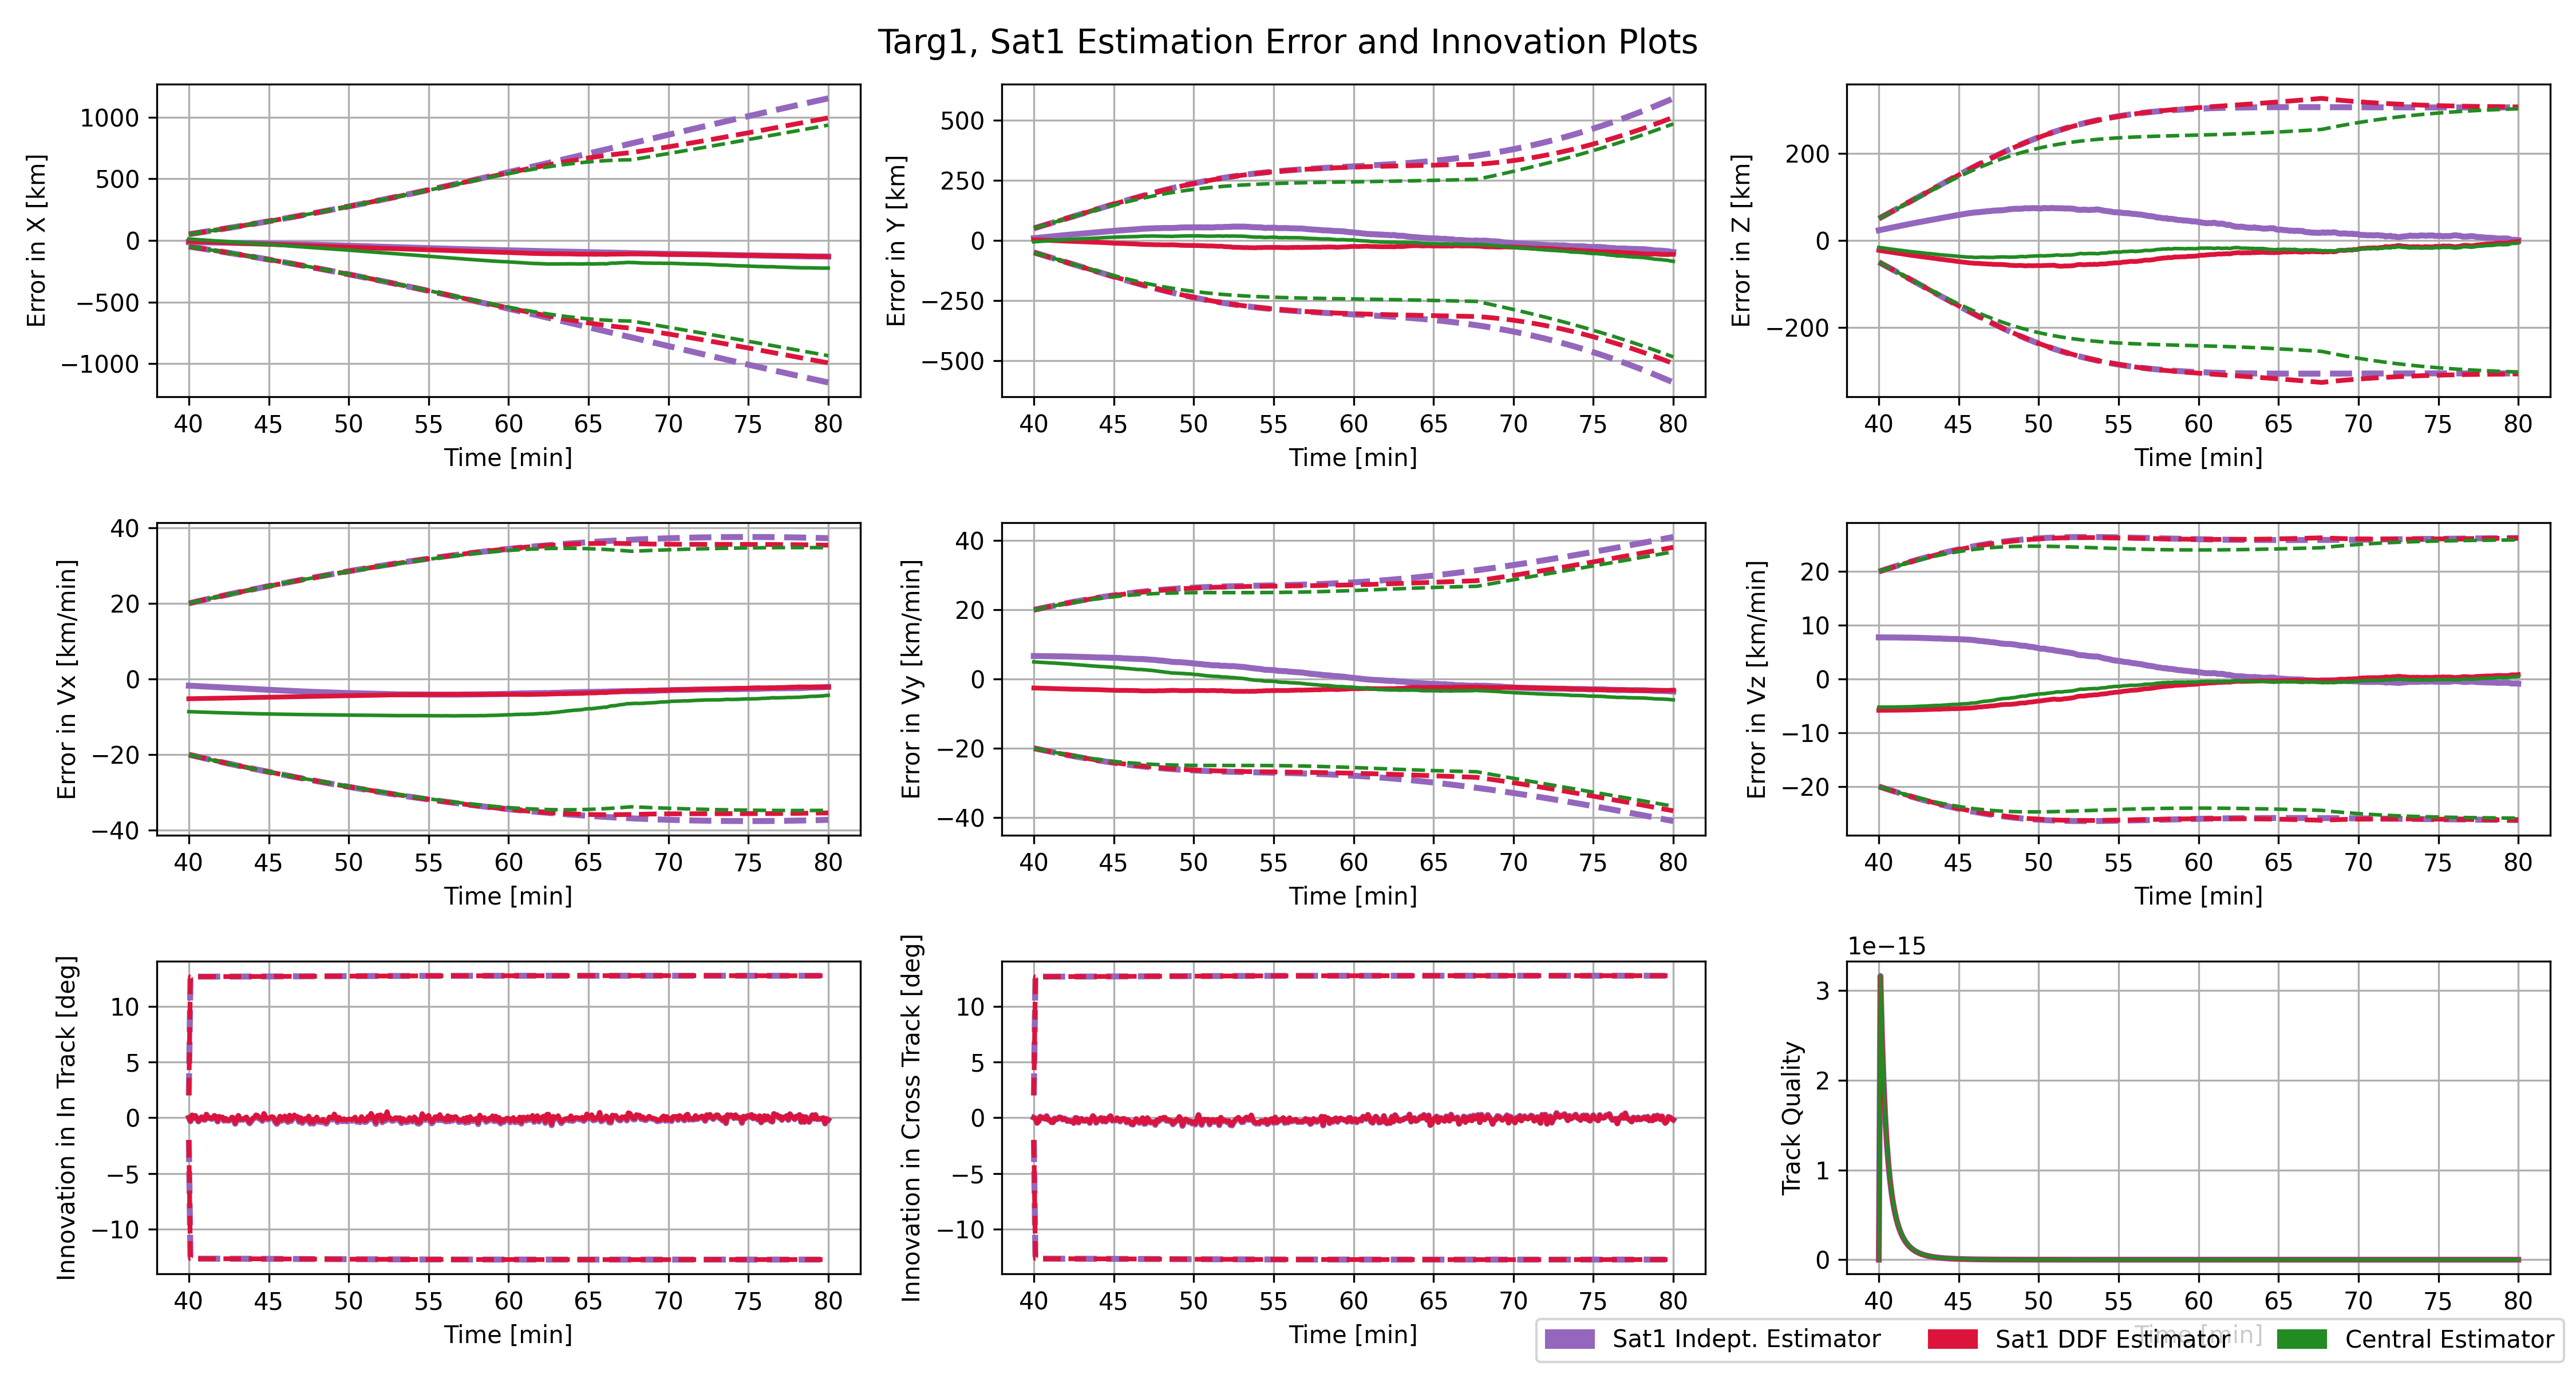 Targ1, Sat1 Estimation Error and Innovation Plots
Error in X [km]
1000
500
0
−500
−1000
40 45 50 55 60 65 70 75 80
Time [min]
Error in Y [km]
500
250
0
−250
−500
40 45 50 55 60 65 70 75 80
Time [min]
Error in Z [km]
200
0
−200
40 45 50 55 60 65 70 75 80
Time [min]
Error in Vx [km/min]
40
20
0
−20
−40
40 45 50 55 60 65 70 75 80
Time [min]
Error in Vy [km/min]
40
20
0
−20
−40
40 45 50 55 60 65 70 75 80
Time [min]
Error in Vz [km/min]
20
10
0
−10
−20
40 45 50 55 60 65 70 75 80
Time [min]
Innovation in In Track [deg]
10
5
0
−5
−10
40 45 50 55 60 65 70 75 80
Time [min]
Innovation in Cross Track [deg]
10
5
0
−5
−10
40 45 50 55 60 65 70 75 80
Time [min]
1e−15
Track Quality
3
2
1
0
40 45 50 55 60 65 70 75 80
Time [min]
Sat1 Indept. Estimator
Sat1 DDF Estimator
Central Estimator